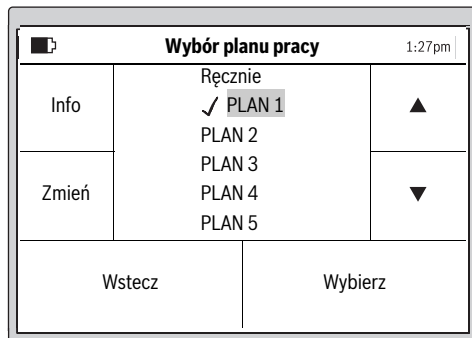 Wybór planu pracy 1:27pm
Info
Zmień
Ręcznie
✓ PLAN 1
PLAN 2
PLAN 3
PLAN 4
PLAN 5
▲
▼
Wstecz
Wybierz